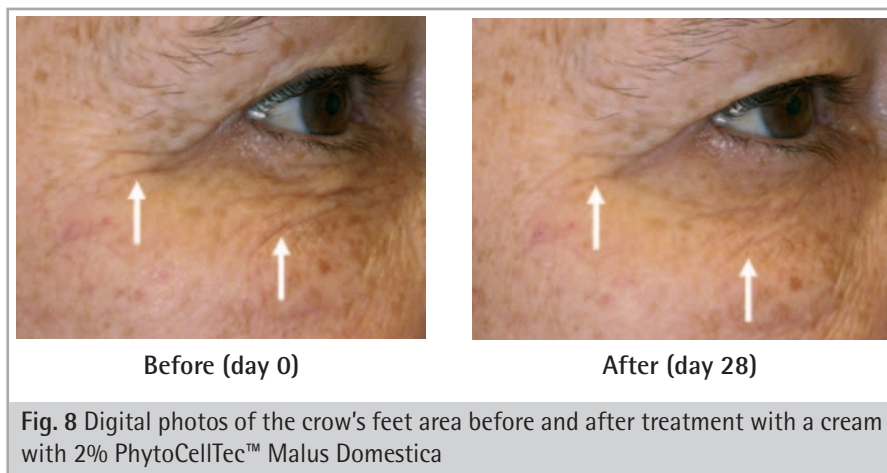 Before (day 0)
After (day 28)
Fig. 8 Digital photos of the crow's feet area before and after treatment with a cream
with 2% PhytoCellTec™ Malus Domestica